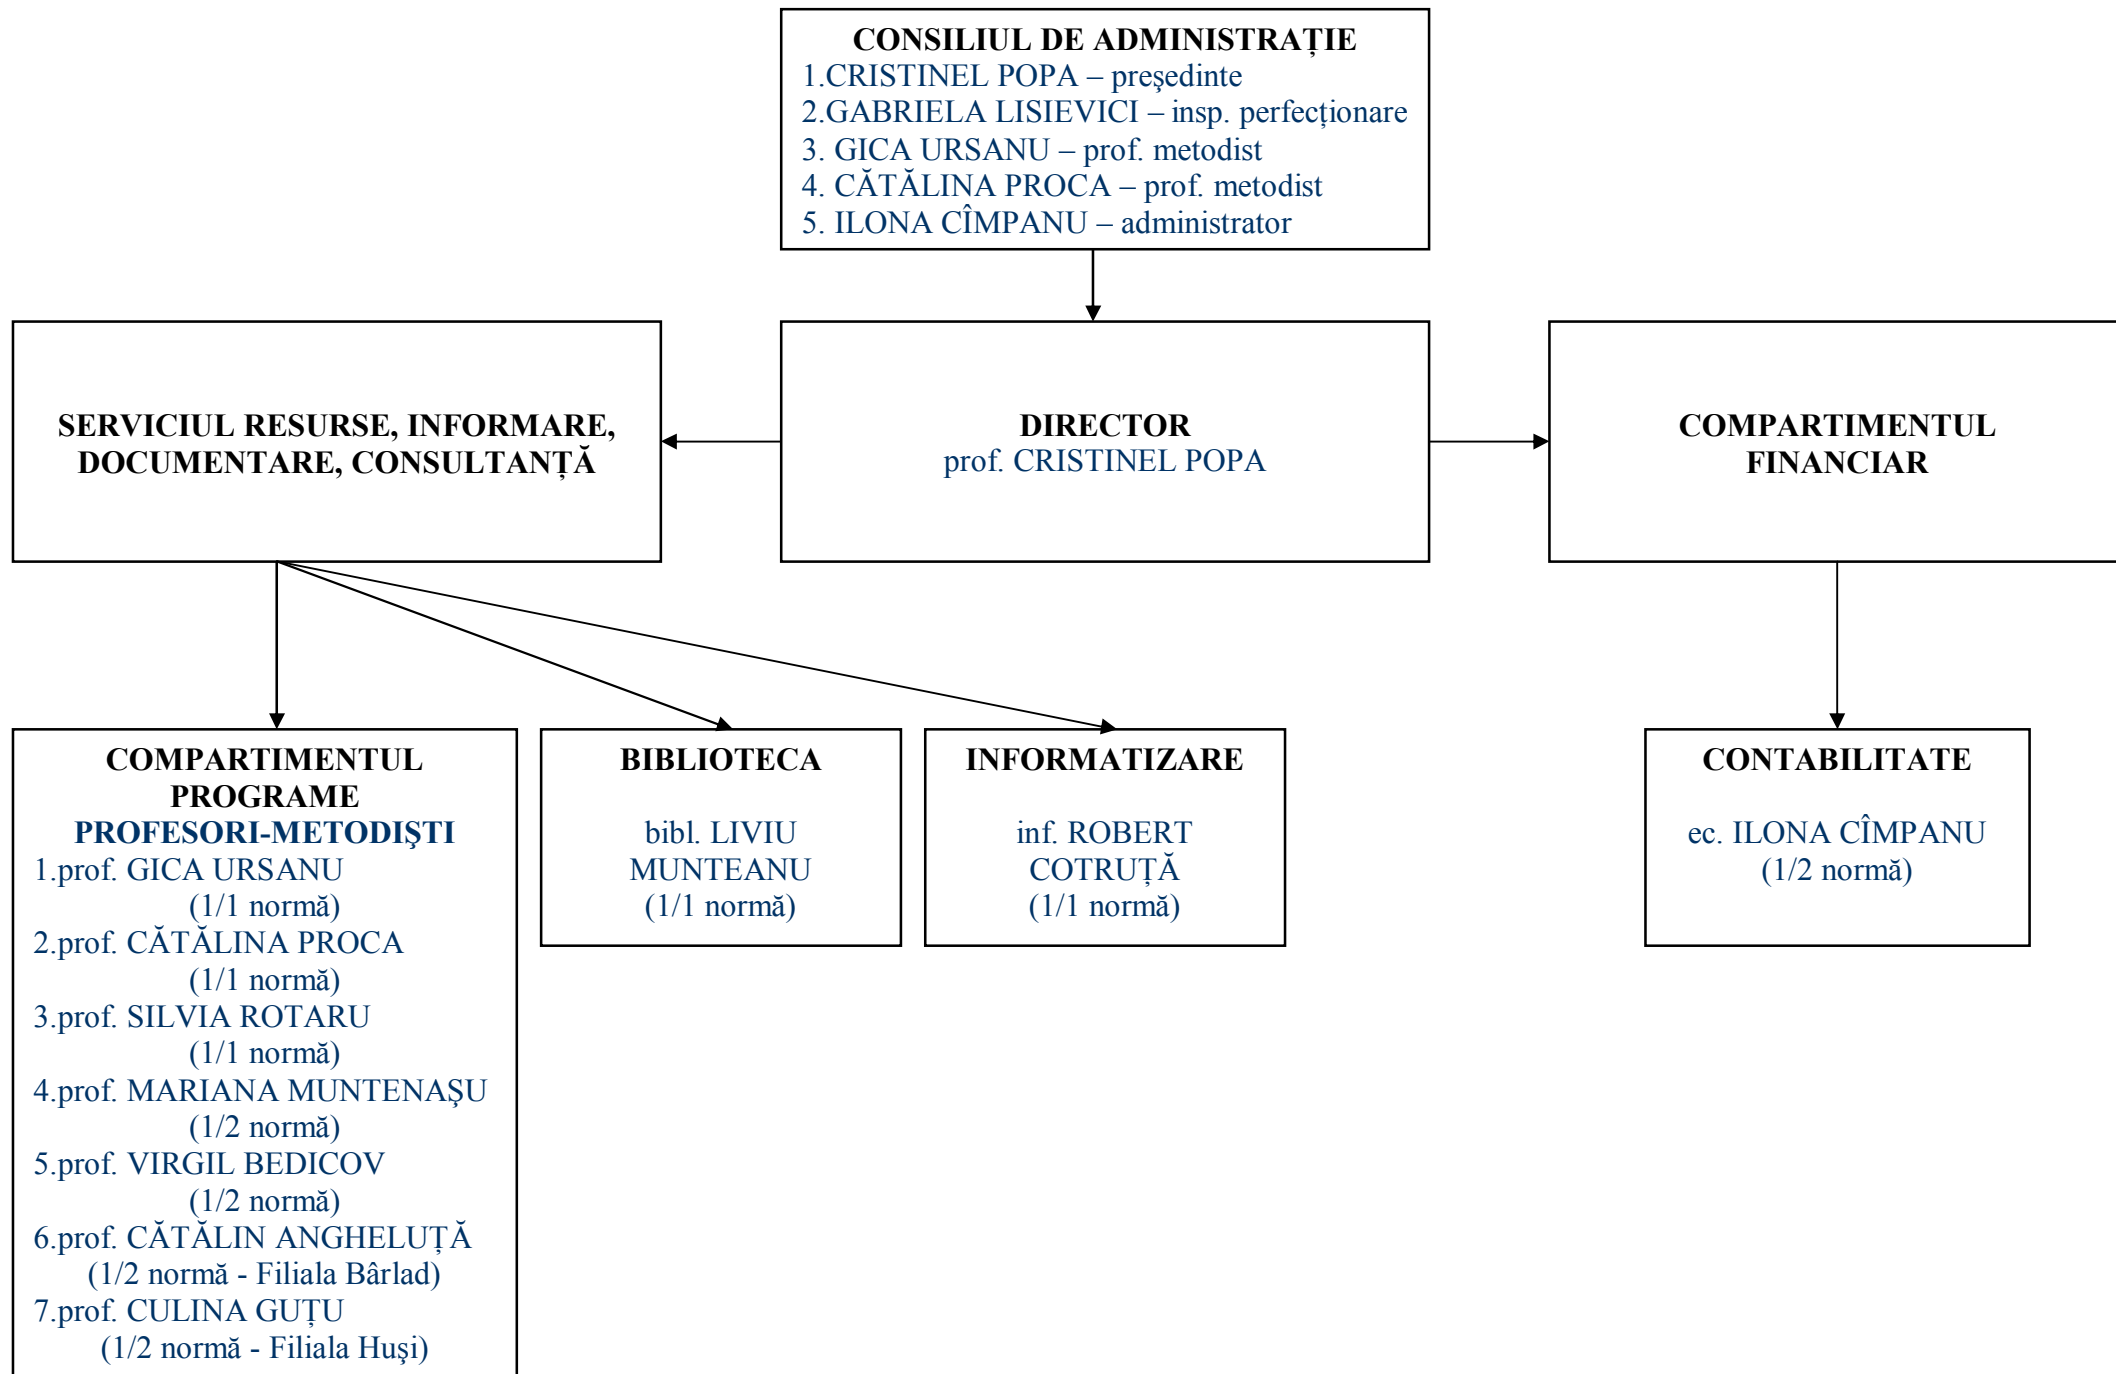 CONSILIUL DE ADMINISTRAȚIE
1.CRISTINEL POPA – președinte
2.GABRIELA LISIEVICI – insp. perfecționare
3. GICA URSANU – prof. metodist
4. CĂTĂLINA PROCA – prof. metodist
5. ILONA CÎMPANU – administrator
SERVICIUL RESURSE, INFORMARE,
DOCUMENTARE, CONSULTANȚĂ
DIRECTOR
prof. CRISTINEL POPA
COMPARTIMENTUL
FINANCIAR
COMPARTIMENTUL
PROGRAME
PROFESORI-METODIŞTI
1.prof. GICA URSANU
(1/1 normă)
2.prof. CĂTĂLINA PROCA
(1/1 normă)
3.prof. SILVIA ROTARU
(1/1 normă)
4.prof. MARIANA MUNTENAŞU
(1/2 normă)
5.prof. VIRGIL BEDICOV
(1/2 normă)
6.prof. CĂTĂLIN ANGHELUȚĂ
(1/2 normă - Filiala Bârlad)
7.prof. CULINA GUȚU
(1/2 normă - Filiala Huşi)
BIBLIOTECA
bibl. LIVIU
MUNTEANU
(1/1 normă)
INFORMATIZARE
inf. ROBERT
COTRUȚĂ
(1/1 normă)
CONTABILITATE
ec. ILONA CÎMPANU
(1/2 normă)